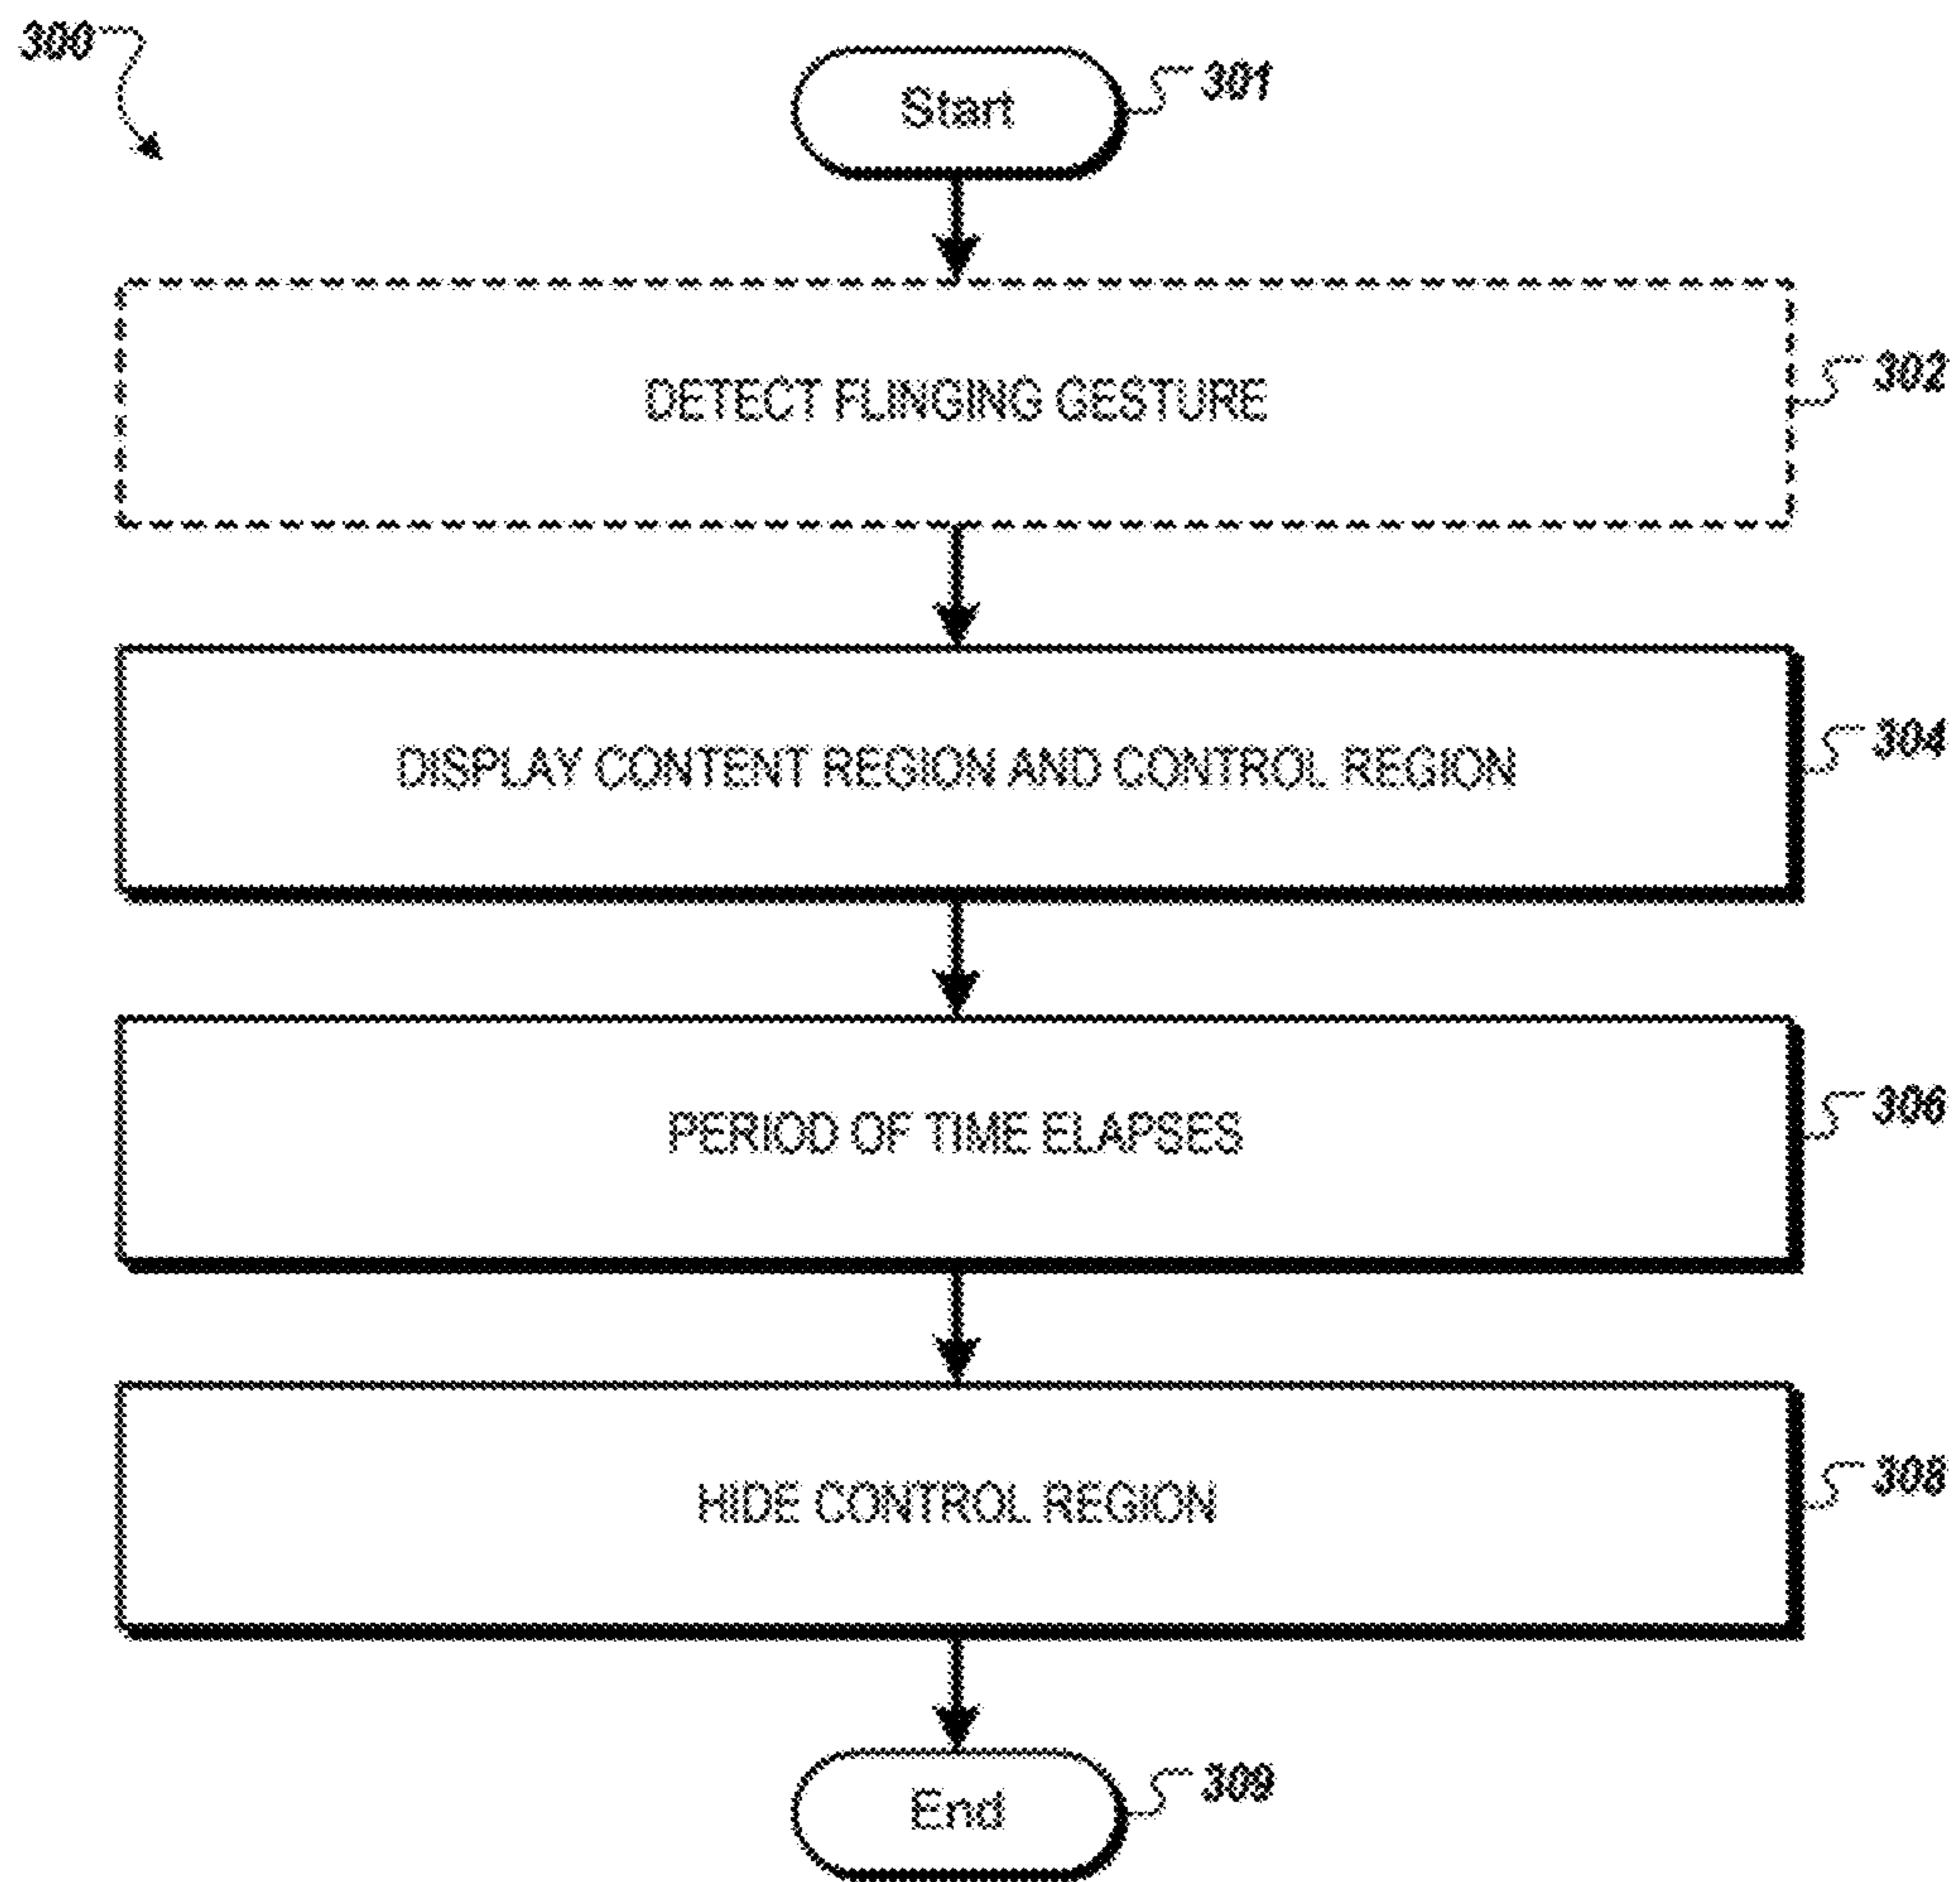 300
Start
301
DETECT FLINGING GESTURE
302
DISPLAY CONTENT REGION AND CONTROL REGION
304
PERIOD OF TIME ELAPSES
306
HIDE CONTROL REGION
308
End
309